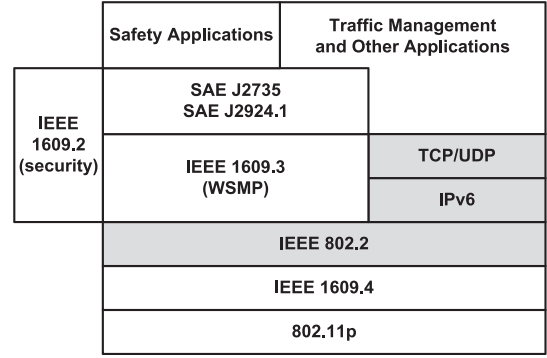 Safety Applications
Traffic Management
and Other Applications
IEEE
1609.2
(security)
SAE J2735
SAE J2924.1
IEEE 1609.3
(WSMP)
TCP/UDP
IPv6
IEEE 802.2
IEEE 1609.4
802.11p